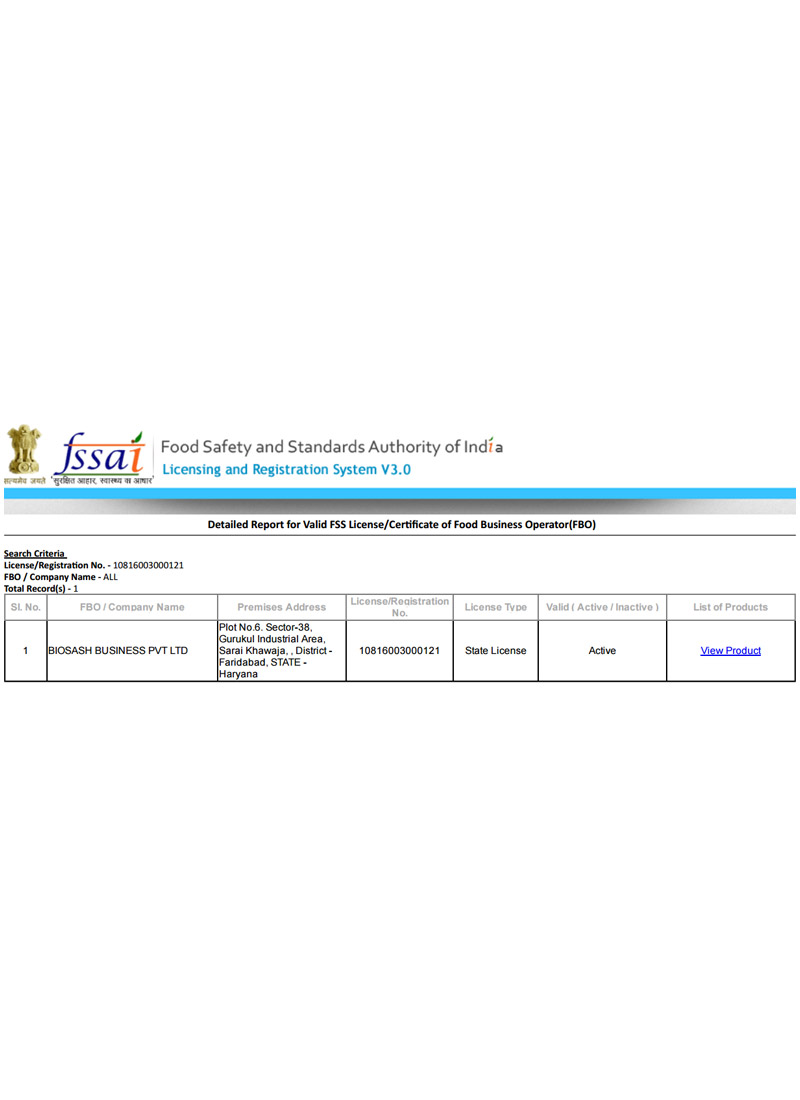 fssai
Food Safety and Standards Authority of India
Licensing and Registration System V3.0
सत्यमेव जयते
'सुरक्षित आहार, स्वास्थ्य का आधार'
Detailed Report for Valid FSS License/Certificate of Food Business Operator(FBO)
Search Criteria
License/Registration No. - 10816003000121
FBO / Company Name - ALL
Total Record(s) - 1
Sl. No. FBO / Company Name Premises Address License/Registration No. License Type Valid ( Active / Inactive ) List of Products
1 BIOSASH BUSINESS PVT LTD
Plot No.6. Sector-38,
Gurukul Industrial Area,
Sarai Khawaja, , District -
Faridabad, STATE -
Haryana
10816003000121 State License Active View Product